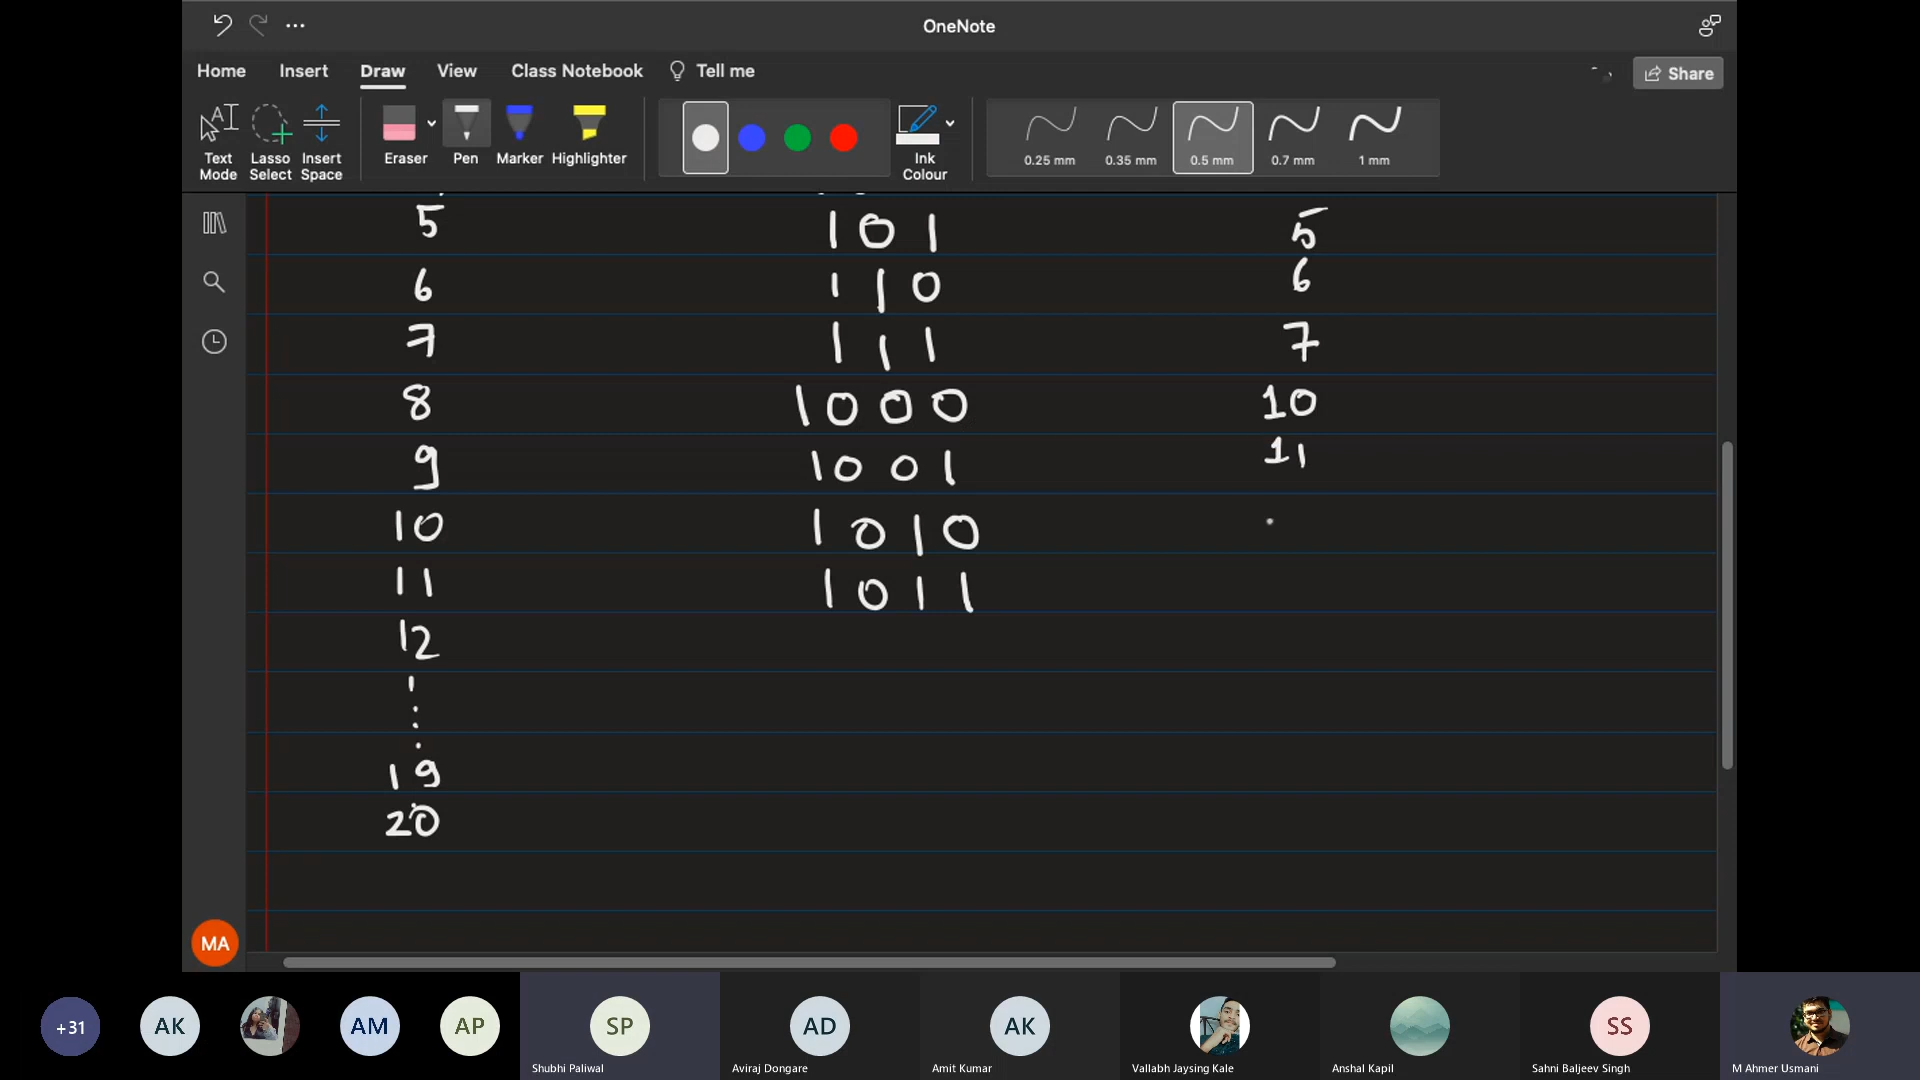 OneNote
Home Insert Draw View Class Notebook Tell me
Share
Text Mode
Lasso Select
Insert Space
Eraser
Pen
Marker
Highlighter
Ink Colour
0.25 mm
0.35 mm
0.5 mm
0.7 mm
1 mm
5 101 5
6 110 6
7 111 7
8 1000 10
9 1001 11
10 1010
11 1011
12
19
20
MA
+31 AK AM AP SP AD AK SS
Shubhi Paliwal
Aviraj Dongare
Amit Kumar
Vallabh Jaysing Kale
Anshal Kapil
Sahni Baljeev Singh
M Ahmer Usmani